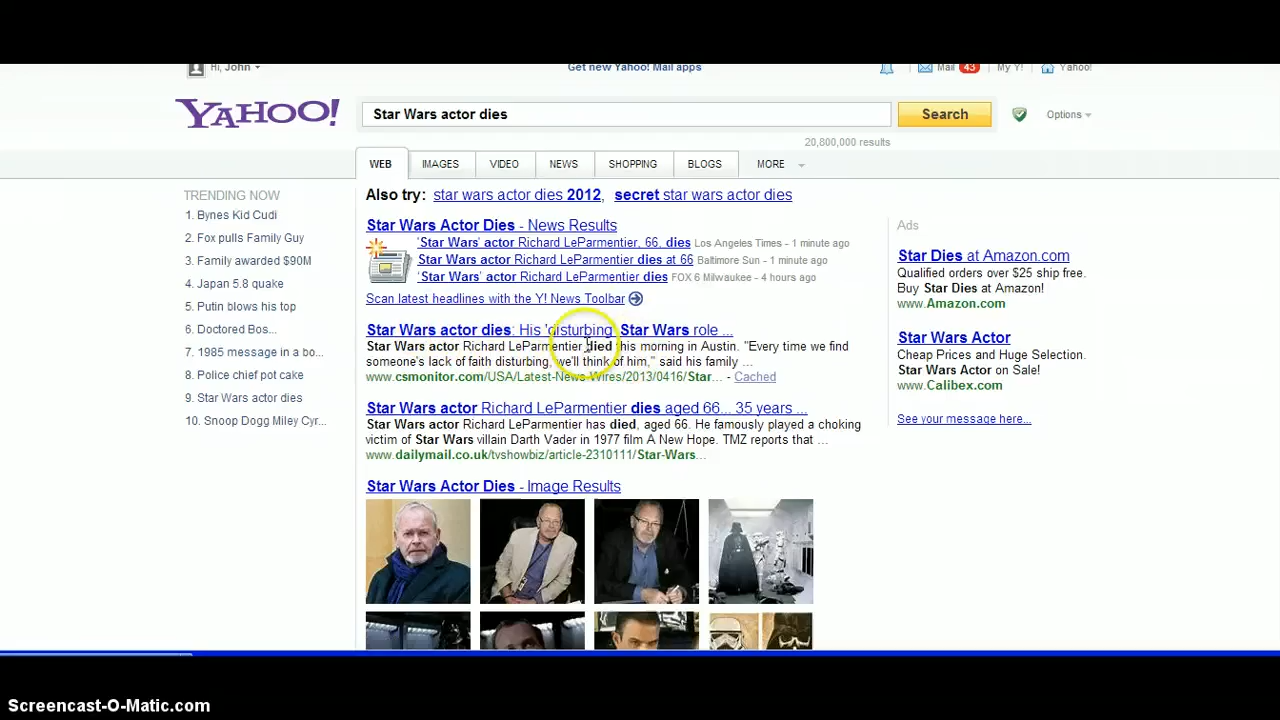 Hi, John
Get new Yahoo! Mail apps
Mail 43
My Y!
Yahoo!
YAHOO!
Star Wars actor dies
Search
Options
20,800,000 results
WEB
IMAGES
VIDEO
NEWS
SHOPPING
BLOGS
MORE
TRENDING NOW
1. Bynes Kid Cudi
2. Fox pulls Family Guy
3. Family awarded $90M
4. Japan 5.8 quake
5. Putin blows his top
6. Doctored Bos...
7. 1985 message in a bo...
8. Police chief pot cake
9. Star Wars actor dies
10. Snoop Dogg Miley Cyr...
Also try: star wars actor dies 2012, secret star wars actor dies
Star Wars Actor Dies - News Results
'Star Wars' actor Richard LeParmentier, 66, dies Los Angeles Times - 1 minute ago
Star Wars actor Richard LeParmentier dies at 66 Baltimore Sun - 1 minute ago
'Star Wars' actor Richard LeParmentier dies FOX 6 Milwaukee - 4 hours ago
Scan latest headlines with the Y! News Toolbar
Star Wars actor dies: His 'disturbing Star Wars role ...
Star Wars actor Richard LeParmentier died this morning in Austin. "Every time we find
someone's lack of faith disturbing, we'll think of him," said his family ...
www.csmonitor.com/USA/Latest-News-Wires/2013/0416/Star... - Cached
Star Wars actor Richard LeParmentier dies aged 66... 35 years ...
Star Wars actor Richard LeParmentier has died, aged 66. He famously played a choking
victim of Star Wars villain Darth Vader in 1977 film A New Hope. TMZ reports that ...
www.dailymail.co.uk/tvshowbiz/article-2310111/Star-Wars...
Star Wars Actor Dies - Image Results
Ads
Star Dies at Amazon.com
Qualified orders over $25 ship free.
Buy Star Dies at Amazon!
www.Amazon.com
Star Wars Actor
Cheap Prices and Huge Selection.
Star Wars Actor on Sale!
www.Calibex.com
See your message here...
Screencast-O-Matic.com